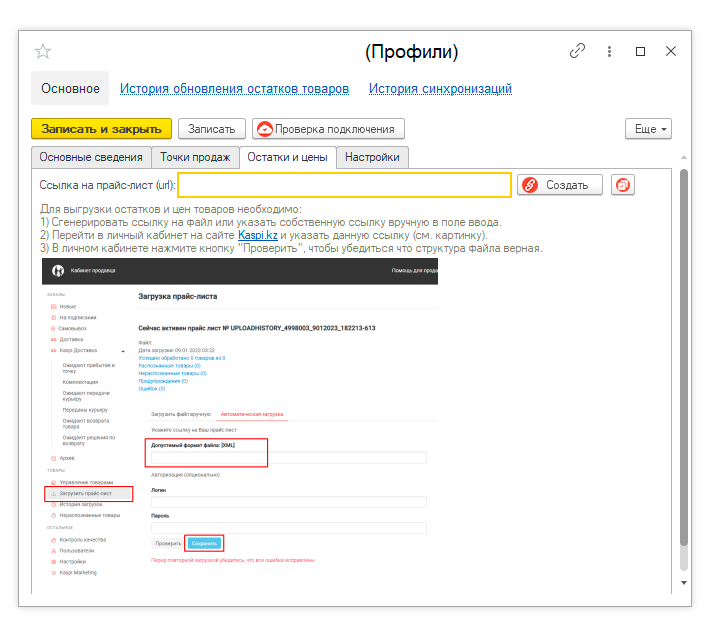 (Профили)
Основное История обновления остатков товаров История синхронизаций
Записать и закрыть Записать Проверка подключения Еще
Основные сведения Точки продаж Остатки и цены Настройки
Ссылка на прайс-лист (url): Создать
Для выгрузки остатков и цен товаров необходимо:
1) Сгенерировать ссылку на файл или указать собственную ссылку вручную в поле ввода.
2) Перейти в личный кабинет на сайте Kaspi.kz и указать данную ссылку (см. картинку).
3) В личном кабинете нажмите кнопку "Проверить", чтобы убедиться что структура файла верная.
Кабинет продавца Помощь для прода
ЗАКАЗЫ
Новые
На подписании
Самовывоз
Доставка
Kaspi Доставка
Ожидают прибытия в
точку
Комплектация
Ожидают передачи
курьеру
Переданы курьеру
Ожидают возврата
товара
Ожидают решения по
возврату
Архив
ТОВАРЫ
Управление товарами
Загрузить прайс-лист
История загрузок
Нераспознанные товары
ОСТАЛЬНОЕ
Контроль качества
Пользователи
Настройки
Kaspi Marketing
Загрузка прайс-листа
Сейчас активен прайс лист № UPLOADHISTORY_4998003_9012023_182213-613
Файл:
Дата загрузки: 09.01.2023 03:22
Успешно обработано 0 товаров из 0
Распознанные товары (0)
Нераспознанные товары (0)
Предупреждения (0)
Ошибок (0)
Загрузить файл вручную Автоматическая загрузка
Укажите ссылку на Ваш прайс-лист
Допустимый формат файла: [XML]
Авторизация (опционально)
Логин
Пароль
Проверить Сохранить
Перед повторной загрузкой убедитесь, что все ошибки исправлены